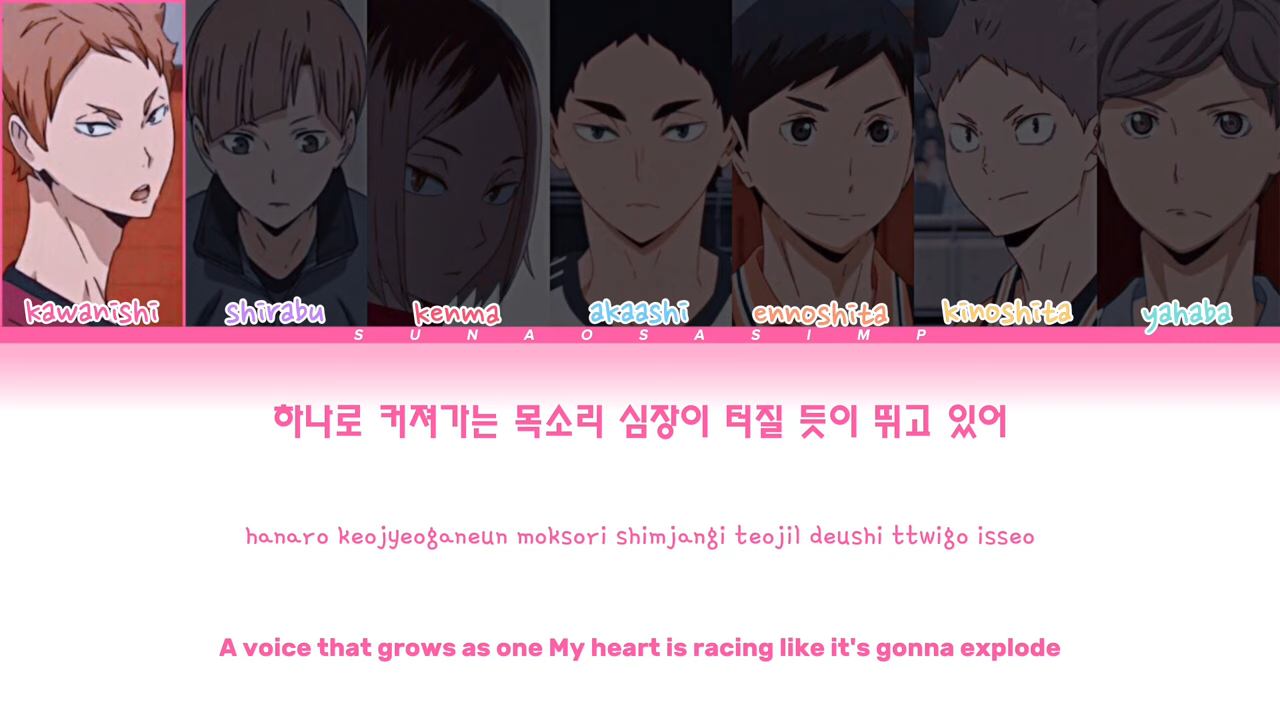 kawanishi
shirabu
kenma
akaashi
ennoshita
kinoshita
yahaba
SUNAOSASIMP
하나로 커져가는 목소리 심장이 터질 듯이 뛰고 있어
hanaro keojyeoganeun moksori shimjangi teojil deushi ttwigo isseo
A voice that grows as one My heart is racing like it's gonna explode